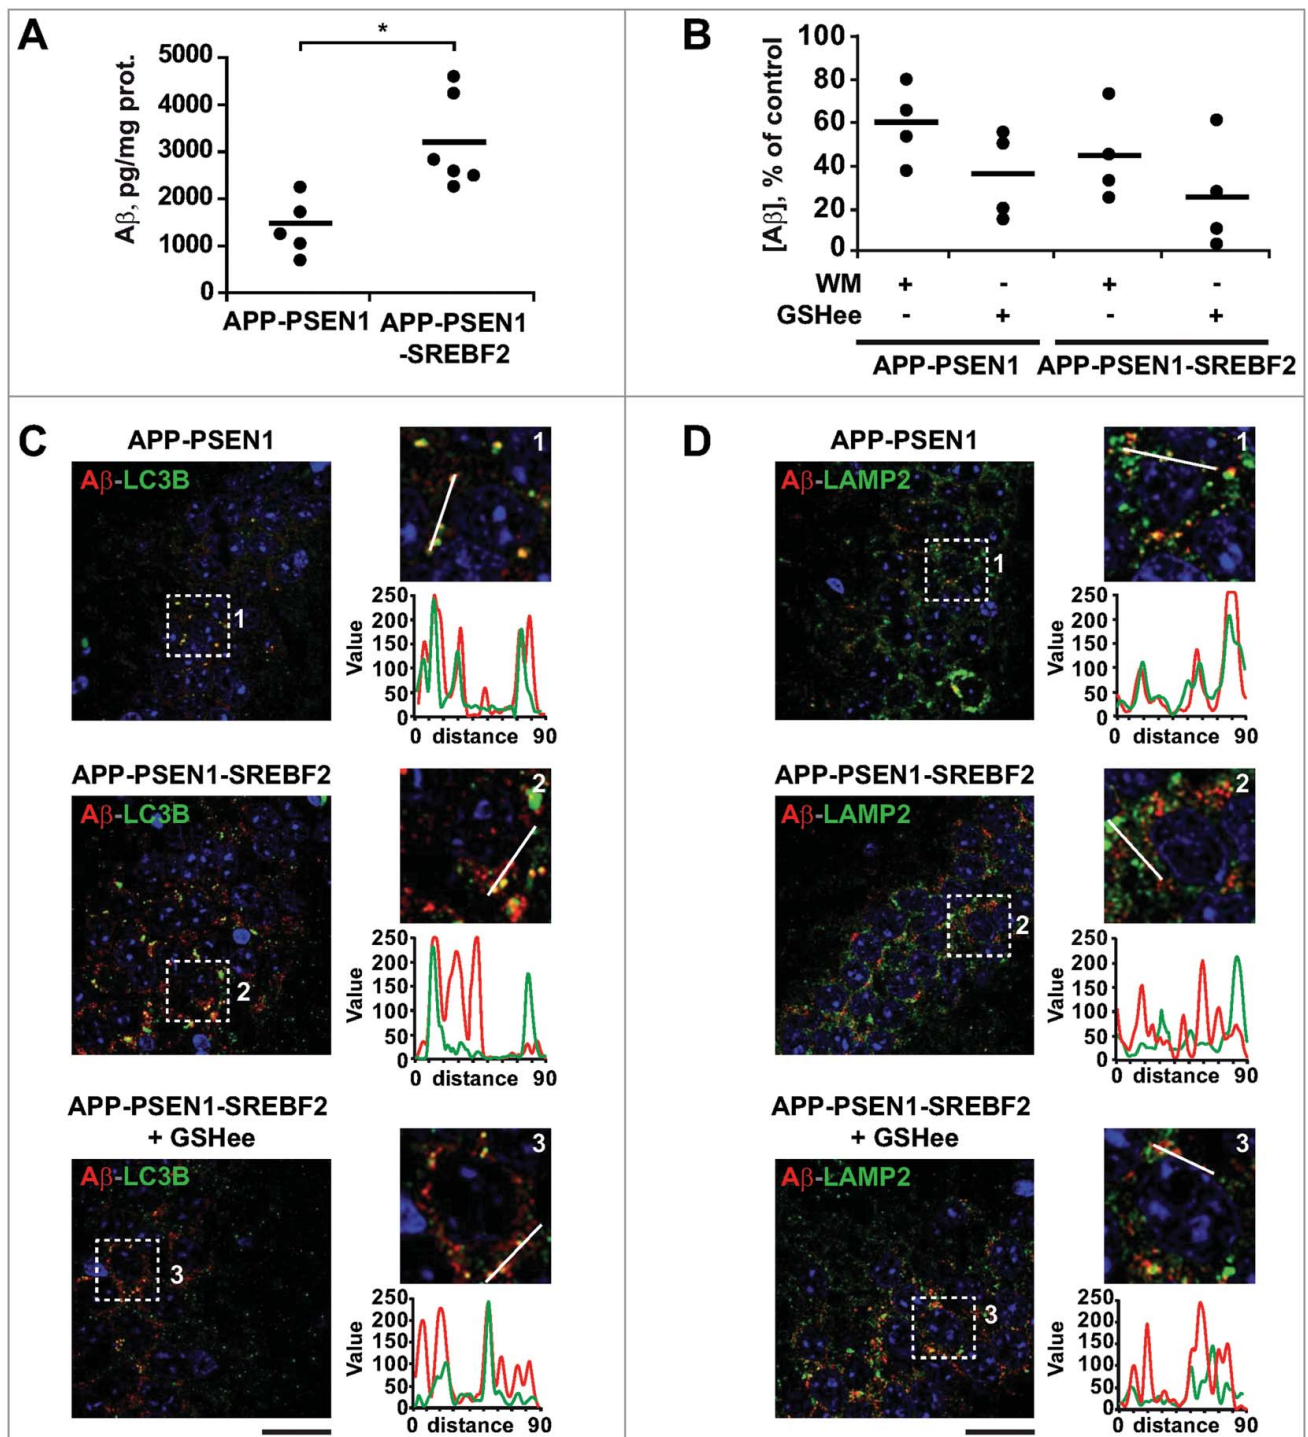 A
Aβ, pg/mg prot.
*
5000
4000
3000
2000
1000
0
APP-PSEN1
APP-PSEN1
-SREBF2
B
[Aβ], % of control
100
80
60
40
20
0
WM + - + -
GSHee - + - +
APP-PSEN1 APP-PSEN1-SREBF2
C
APP-PSEN1
Aβ-LC3B
1
1
Value
250
200
150
100
50
0
0 distance 90
APP-PSEN1-SREBF2
Aβ-LC3B
2
2
Value
250
200
150
100
50
0
0 distance 90
APP-PSEN1-SREBF2
+ GSHee
Aβ-LC3B
3
3
Value
250
200
150
100
50
0
0 distance 90
D
APP-PSEN1
Aβ-LAMP2
1
1
Value
250
200
150
100
50
0
0 distance 90
APP-PSEN1-SREBF2
Aβ-LAMP2
2
2
Value
250
200
150
100
50
0
0 distance 90
APP-PSEN1-SREBF2
+ GSHee
Aβ-LAMP2
3
3
Value
250
200
150
100
50
0
0 distance 90